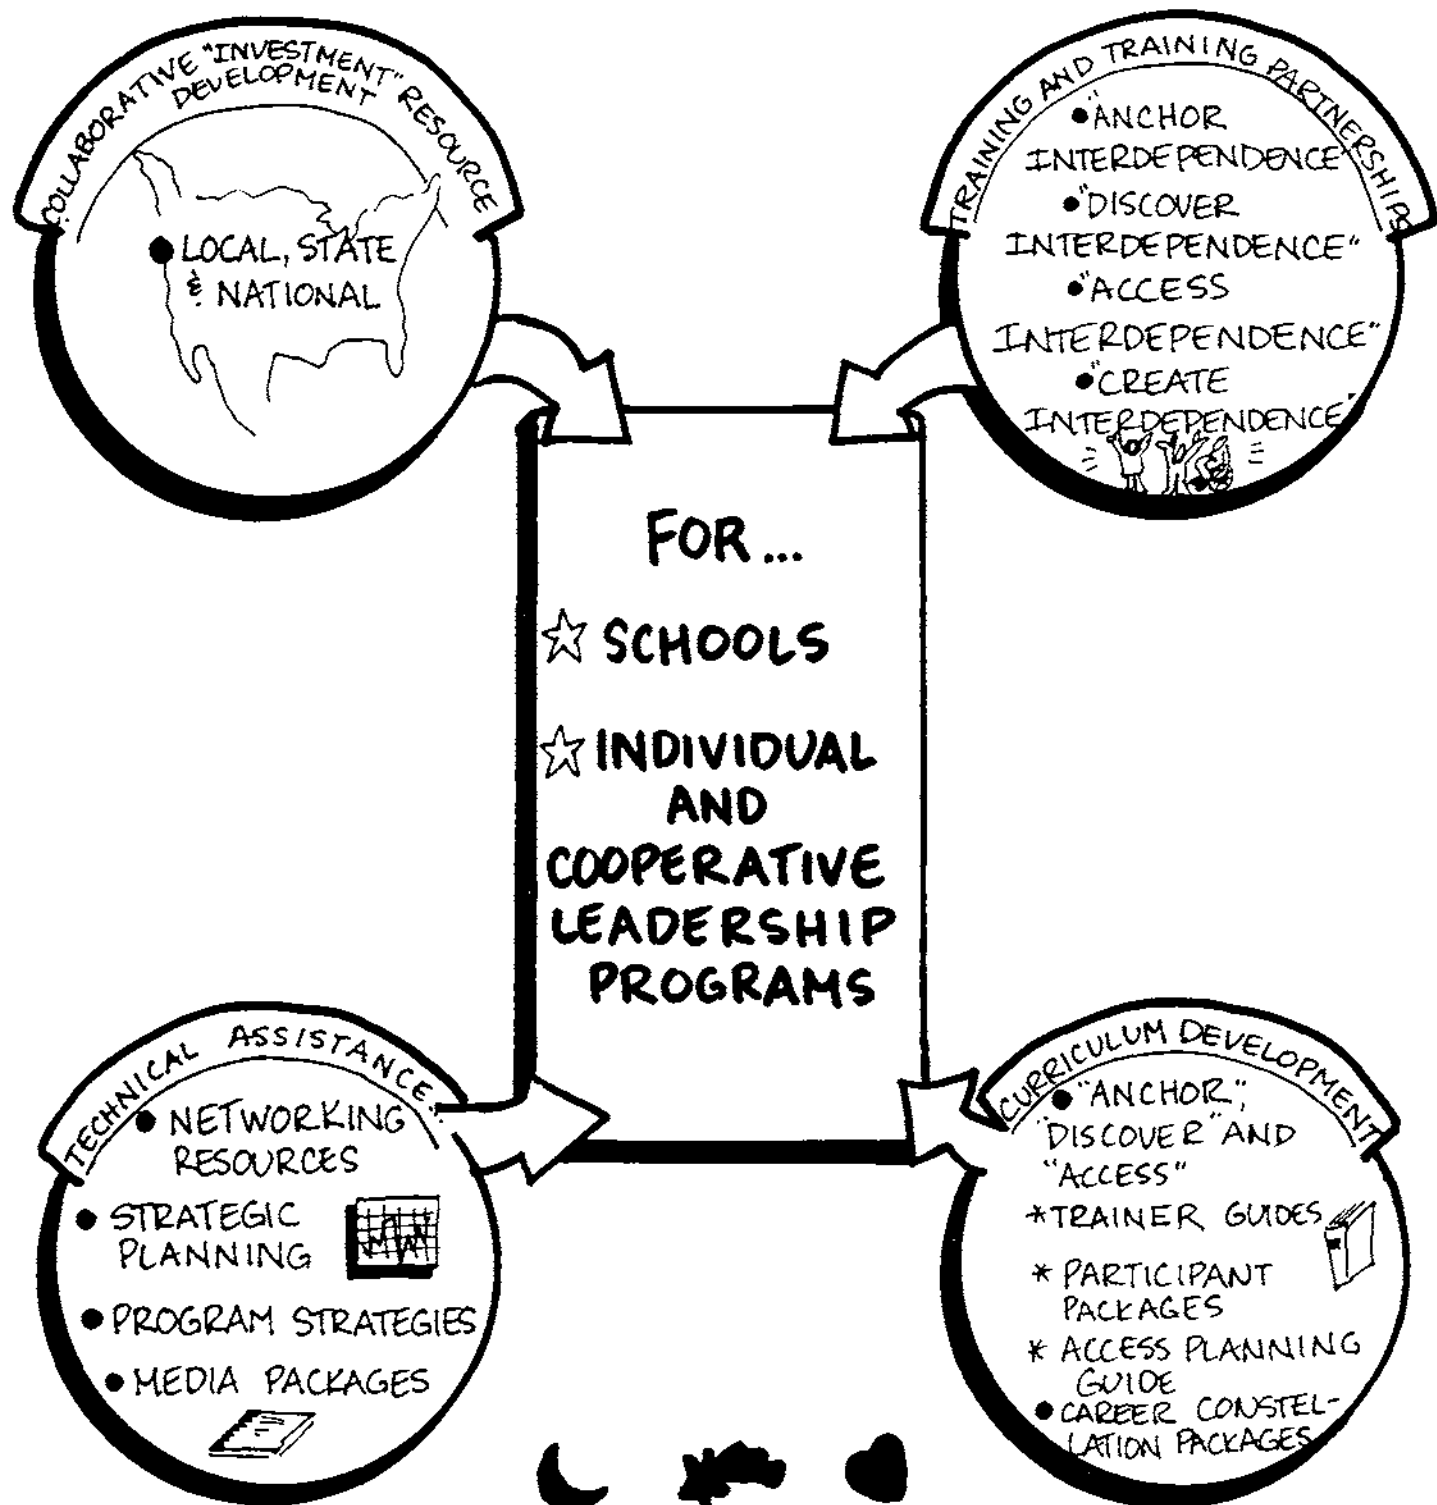 COLLABORATIVE "INVESTMENT" RESOURCE
DEVELOPMENT
● LOCAL, STATE
& NATIONAL
TRAINING AND TRAINING PARTNERSHIPS
● "ANCHOR
INTERDEPENDENCE"
● "DISCOVER
INTERDEPENDENCE"
● "ACCESS
INTERDEPENDENCE"
● "CREATE
INTERDEPENDENCE"
FOR...
☆ SCHOOLS
☆ INDIVIDUAL
AND
COOPERATIVE
LEADERSHIP
PROGRAMS
TECHNICAL ASSISTANCE
● NETWORKING
RESOURCES
● STRATEGIC
PLANNING
● PROGRAM STRATEGIES
● MEDIA PACKAGES
CURRICULUM DEVELOPMENT
● "ANCHOR",
"DISCOVER" AND
"ACCESS"
* TRAINER GUIDES
* PARTICIPANT
PACKAGES
* ACCESS PLANNING
GUIDE
● CAREER CONSTEL-
LATION PACKAGES